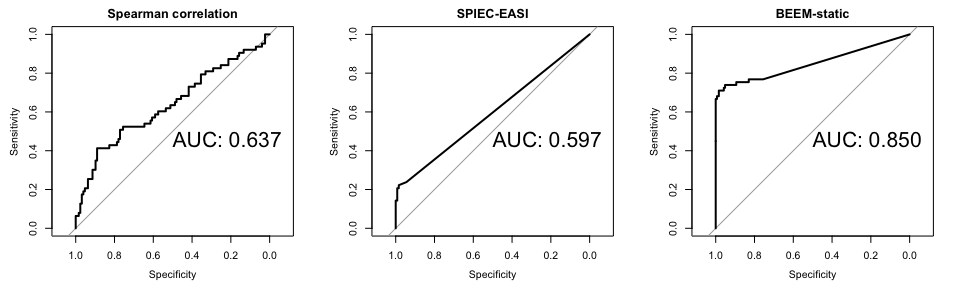 Spearman correlation
Sensitivity
1.0
0.8
0.6
0.4
0.2
0.0
AUC: 0.637
1.0 0.8 0.6 0.4 0.2 0.0
Specificity
SPIEC-EASI
Sensitivity
1.0
0.8
0.6
0.4
0.2
0.0
AUC: 0.597
1.0 0.8 0.6 0.4 0.2 0.0
Specificity
BEEM-static
Sensitivity
1.0
0.8
0.6
0.4
0.2
0.0
AUC: 0.850
1.0 0.8 0.6 0.4 0.2 0.0
Specificity